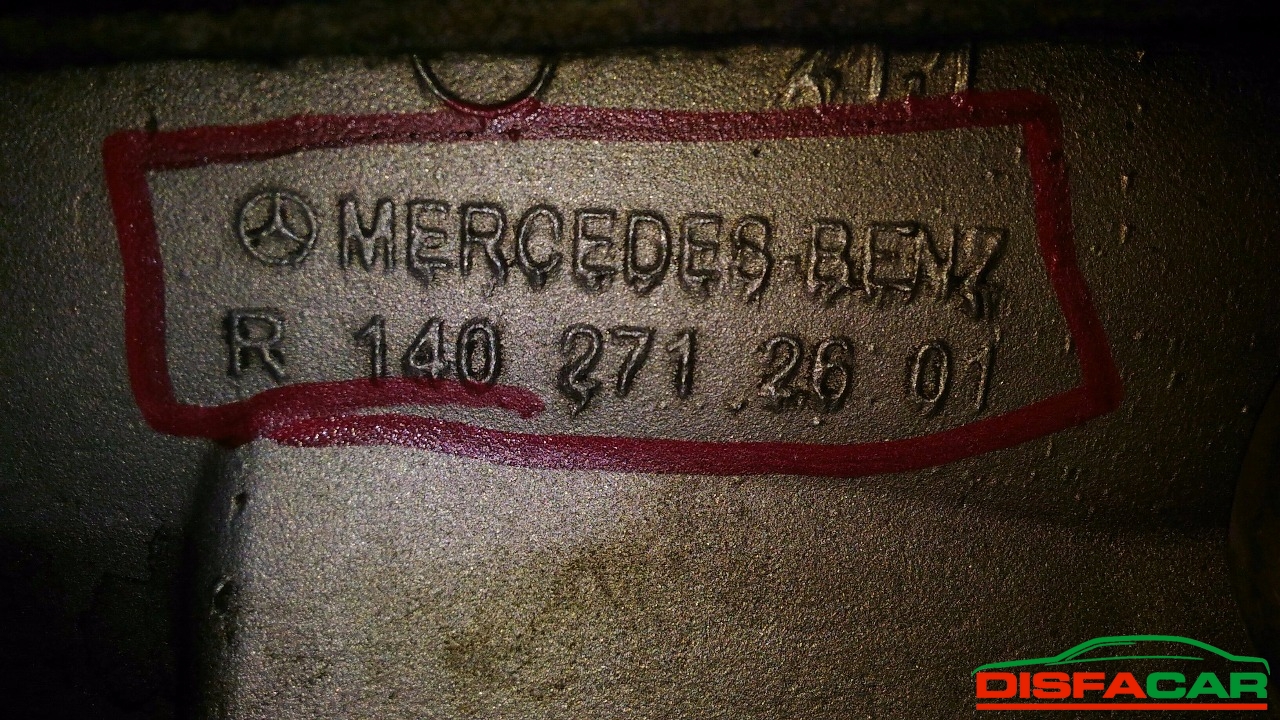 MERCEDES-BENZ
R 140 271 26 01
DISFACAR